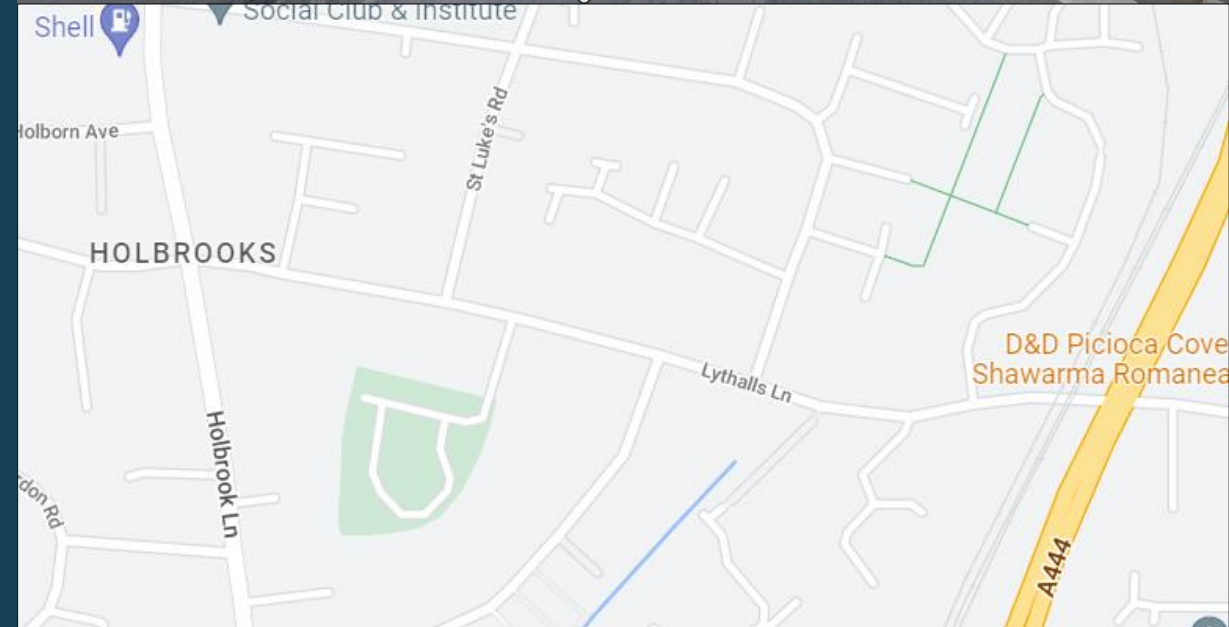 Social Club & Institute
Shell
Holborn Ave
St Luke's Rd
HOLBROOKS
D&D Picioca Cove
Shawarma Romanea
Lythalls Ln
Holbrook Ln
rdon Rd
A444